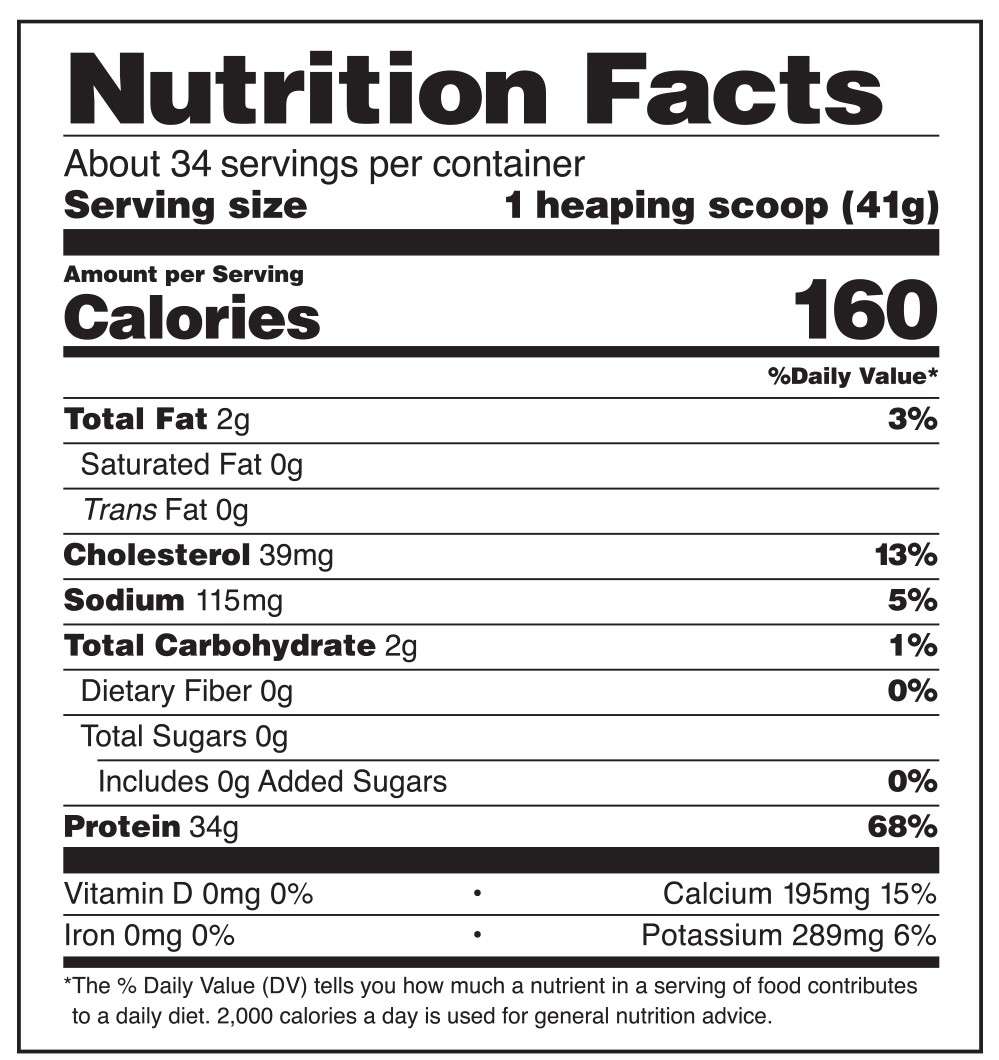 Nutrition Facts
About 34 servings per container
Serving size 1 heaping scoop (41g)
Amount per Serving
Calories 160
%Daily Value*
Total Fat 2g 3%
Saturated Fat 0g
Trans Fat 0g
Cholesterol 39mg 13%
Sodium 115mg 5%
Total Carbohydrate 2g 1%
Dietary Fiber 0g 0%
Total Sugars 0g
Includes 0g Added Sugars 0%
Protein 34g 68%
Vitamin D 0mg 0% • Calcium 195mg 15%
Iron 0mg 0% • Potassium 289mg 6%
*The % Daily Value (DV) tells you how much a nutrient in a serving of food contributes
to a daily diet. 2,000 calories a day is used for general nutrition advice.